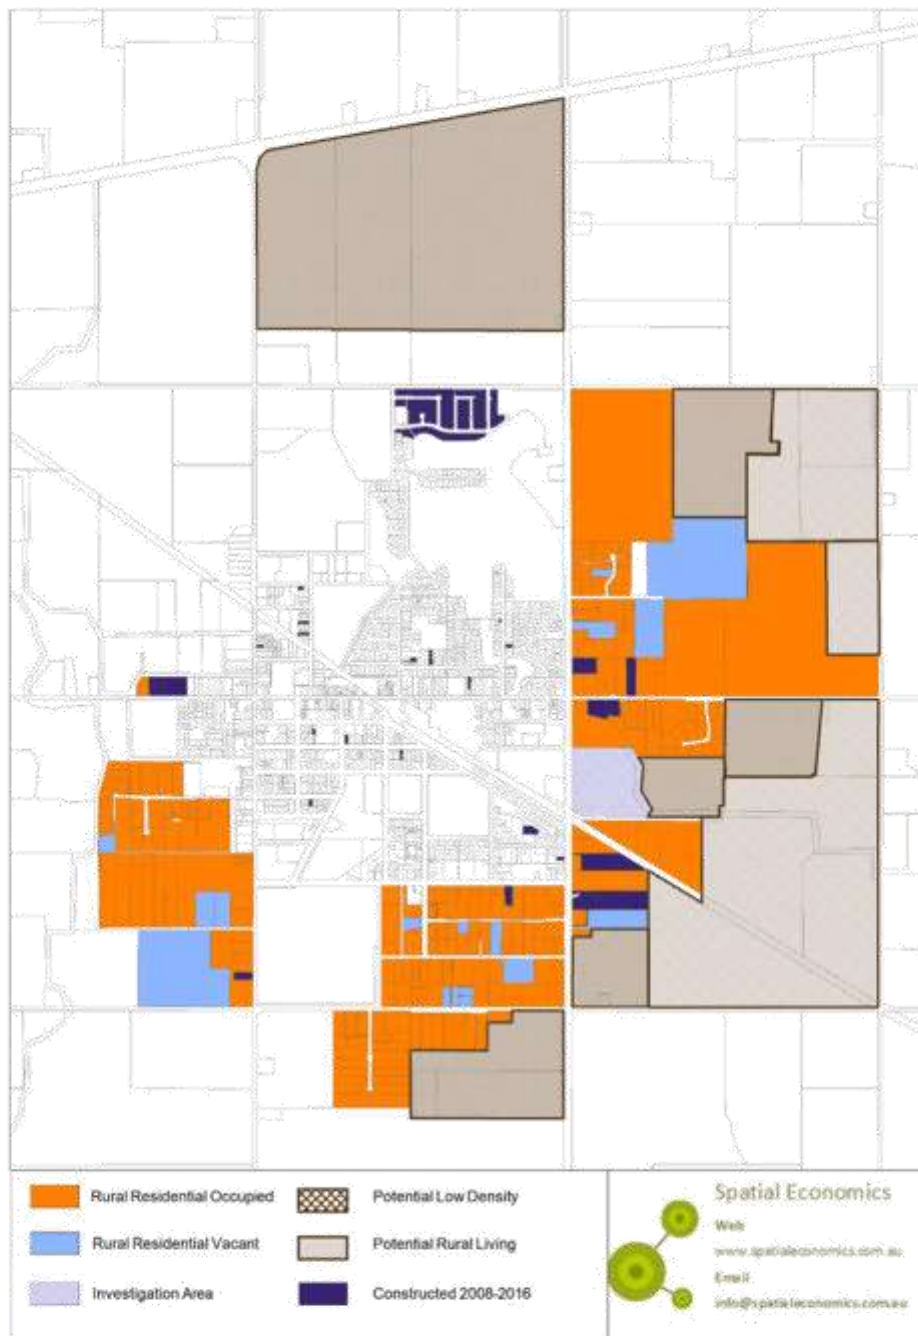 Rural Residential Occupied
Potential Low Density
Rural Residential Vacant
Potential Rural Living
Investigation Area
Constructed 2008-2016
Spatial Economics
Web
www.spatialeconomics.com.au
Email
info@spatialeconomics.com.au